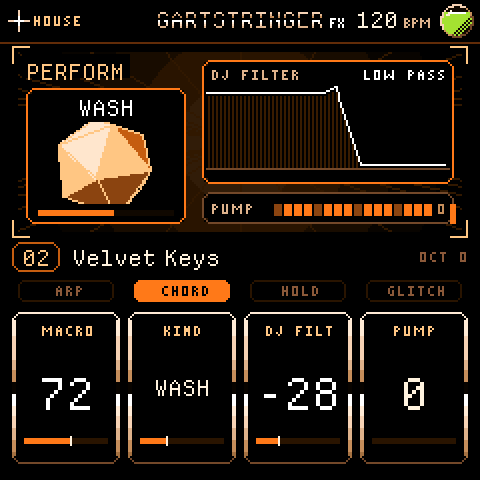 HOUSE GARTSTRINGER FX 120 BPM
PERFORM
WASH
DJ FILTER LOW PASS
PUMP 0
02 Velvet Keys OCT 0
ARP CHORD HOLD GLITCH
MACRO KIND DJ FILT PUMP
72 WASH -28 0